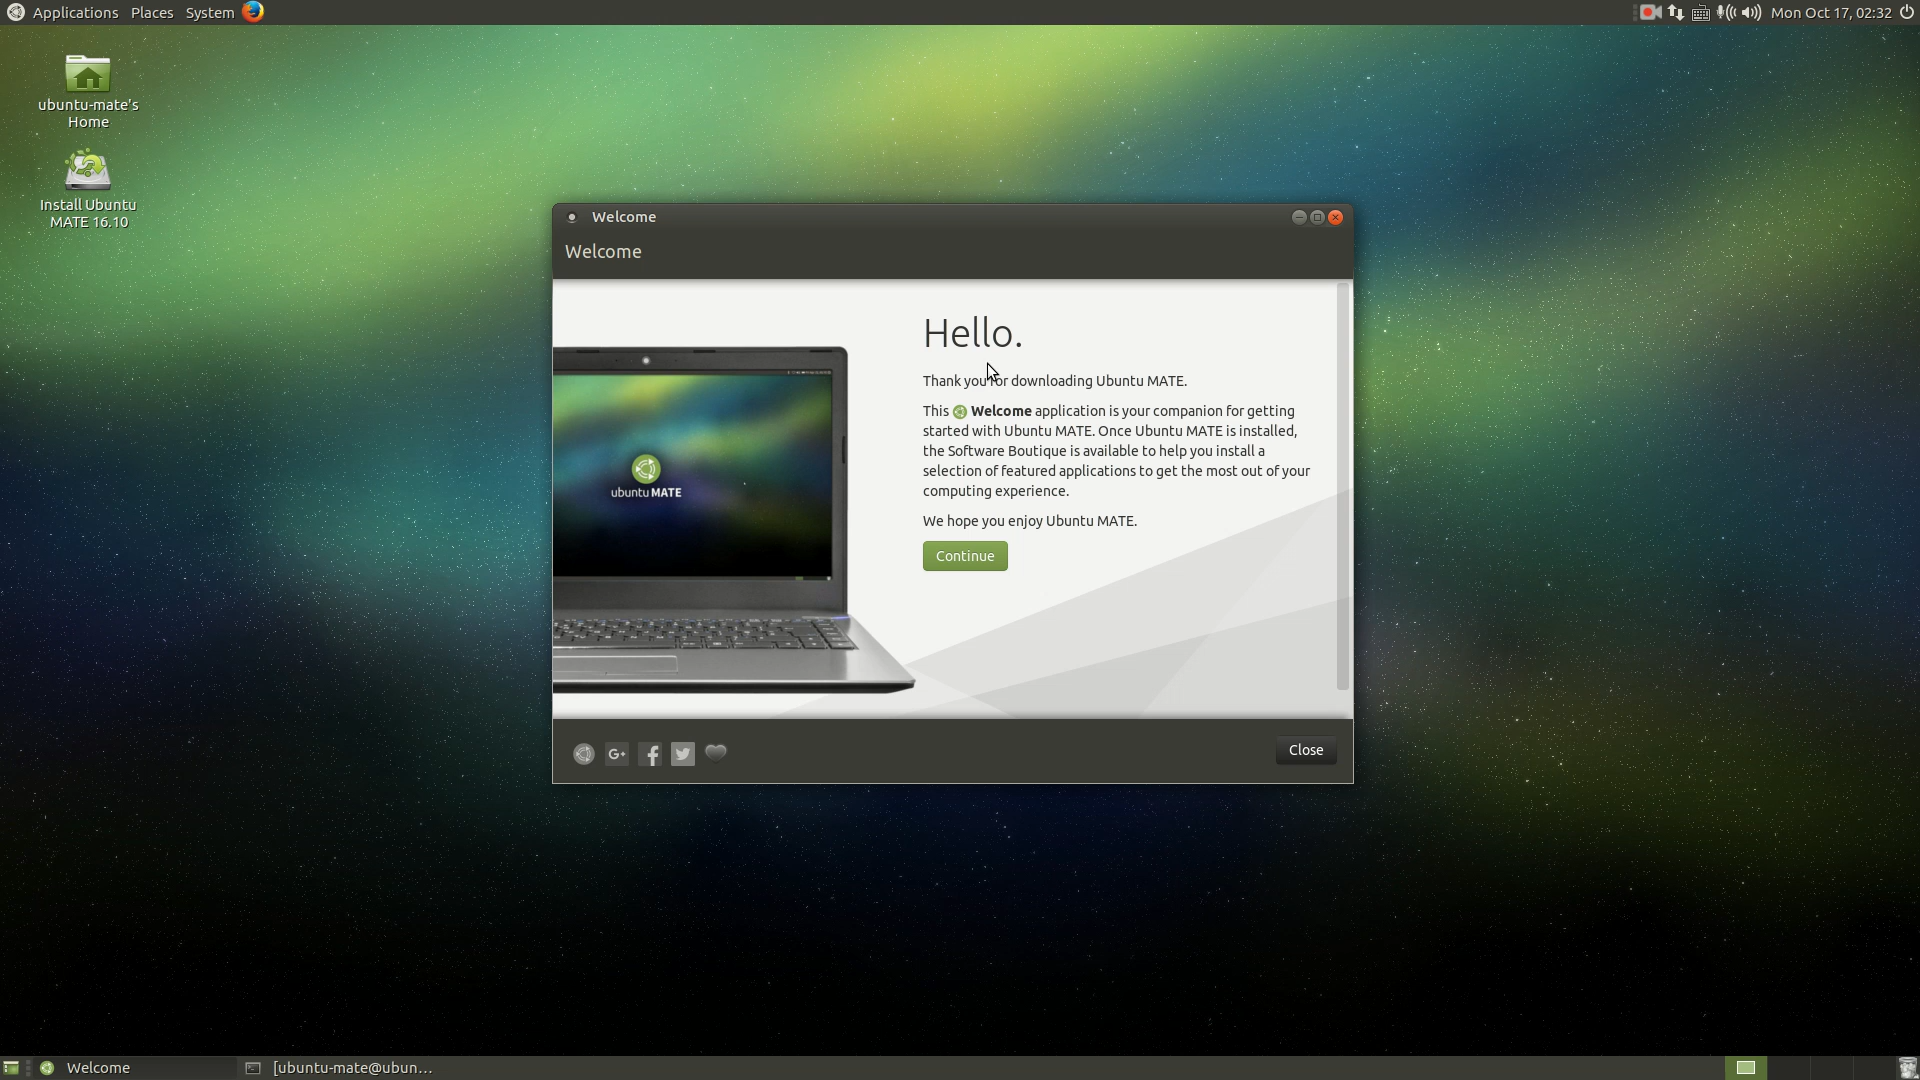 Applications Places System
Mon Oct 17, 02:32
ubuntu-mate's
Home
Install Ubuntu
MATE 16.10
Welcome
Welcome
Hello.
Thank you for downloading Ubuntu MATE.
This Welcome application is your companion for getting
started with Ubuntu MATE. Once Ubuntu MATE is installed,
the Software Boutique is available to help you install a
selection of featured applications to get the most out of your
computing experience.
We hope you enjoy Ubuntu MATE.
Continue
ubuntu MATE
G+
Close
Welcome
[ubuntu-mate@ubun...